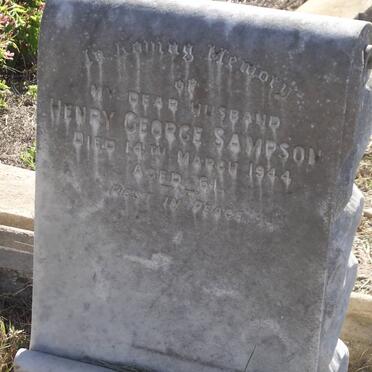 In Loving Memory
OF
MY DEAR HUSBAND
HENRY GEORGE SAMPSON
DIED 14TH MARCH 1944
AGED 61
REST IN PEACE